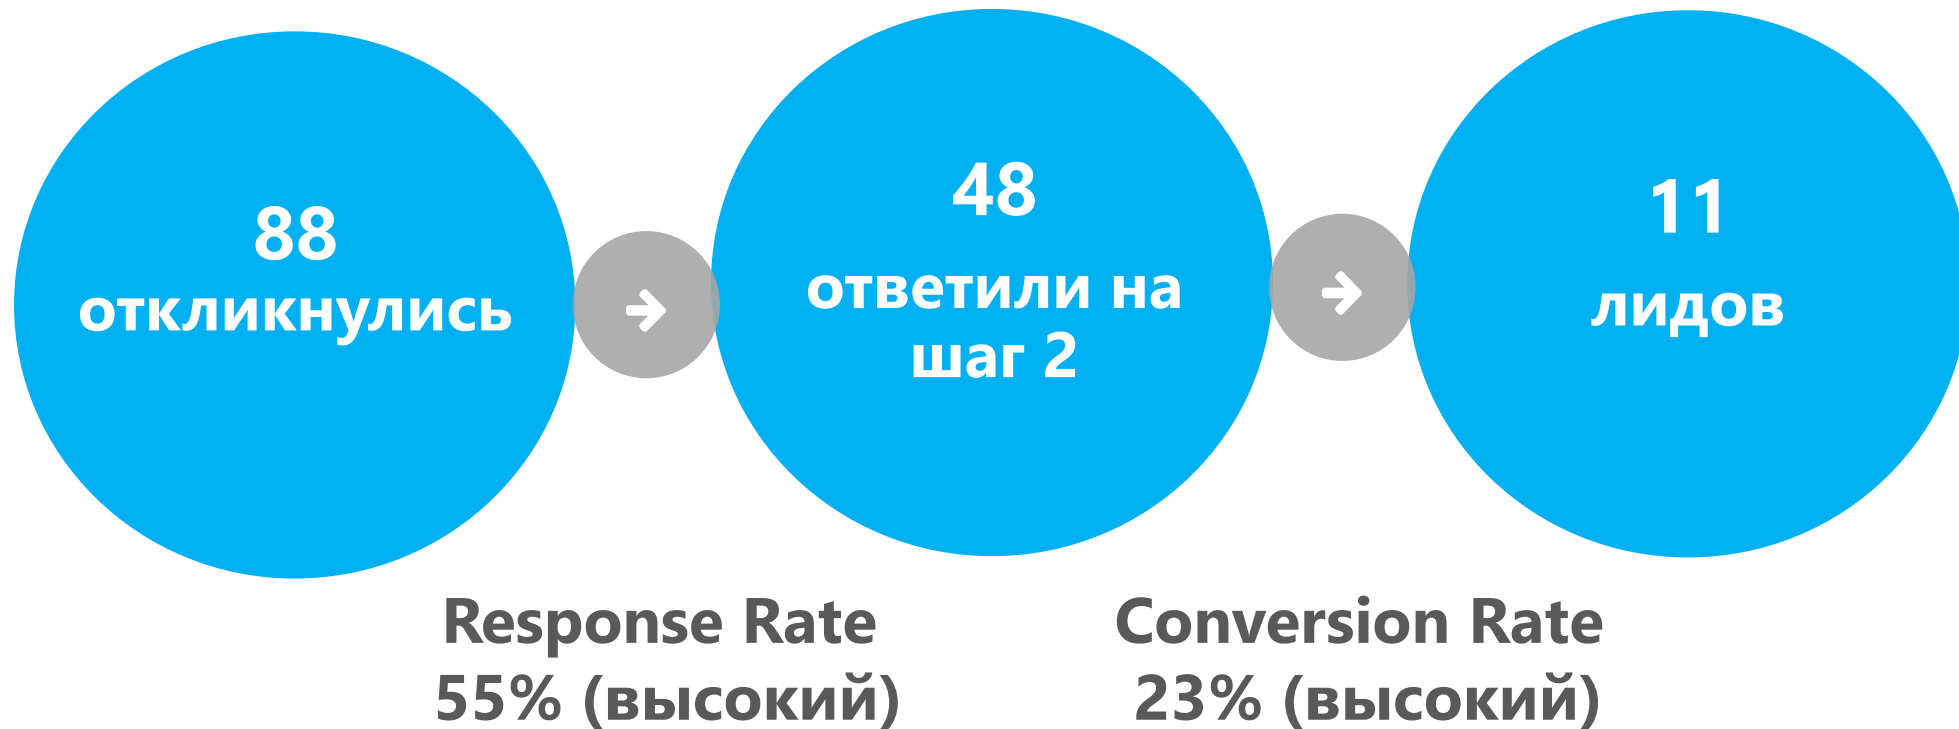 88
откликнулись
48
ответили на
шаг 2
11
лидов
Response Rate
55% (высокий)
Conversion Rate
23% (высокий)